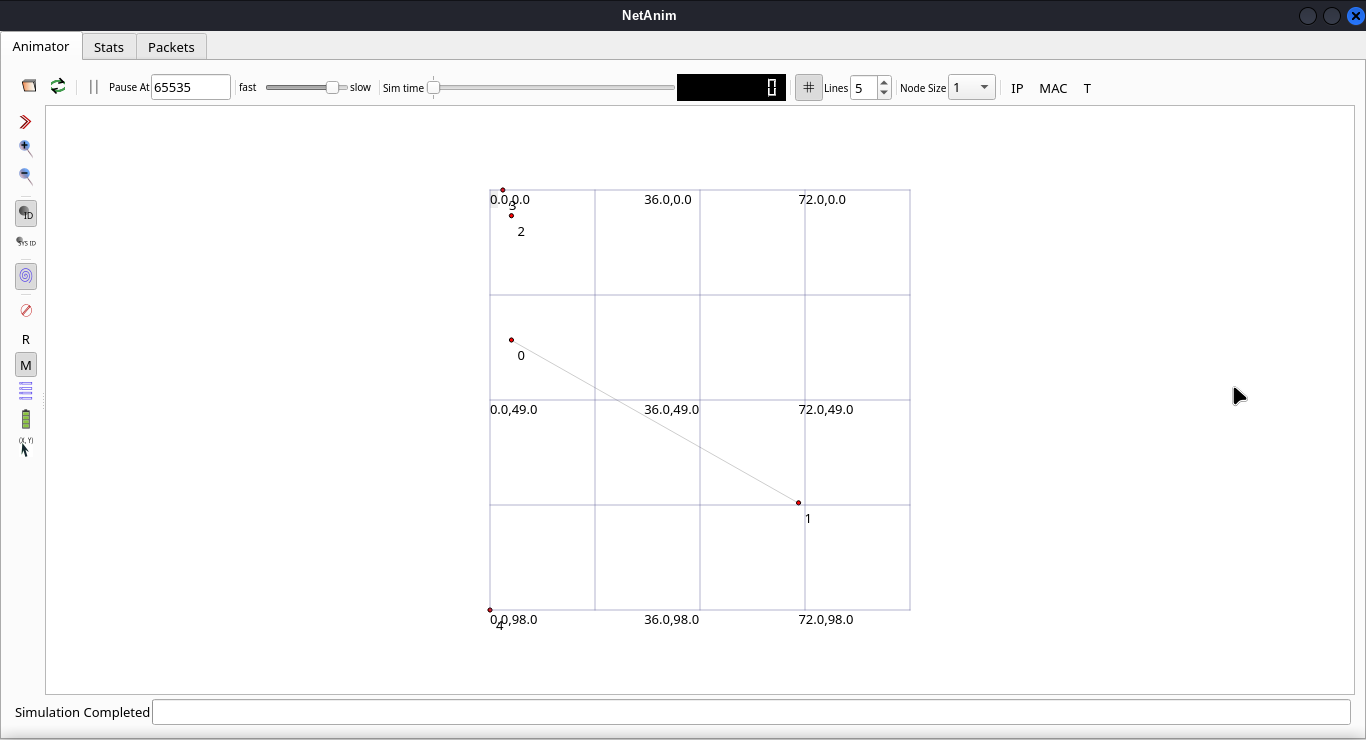 NetAnim
Animator Stats Packets
Pause At 65535 fast slow Sim time 0 # Lines 5 Node Size 1 IP MAC T
ID
SYS ID
R
M
(X, Y)
0.0,0.0 36.0,0.0 72.0,0.0
3
2
0
0.0,49.0 36.0,49.0 72.0,49.0
1
0.0,98.0 36.0,98.0 72.0,98.0
4
Simulation Completed